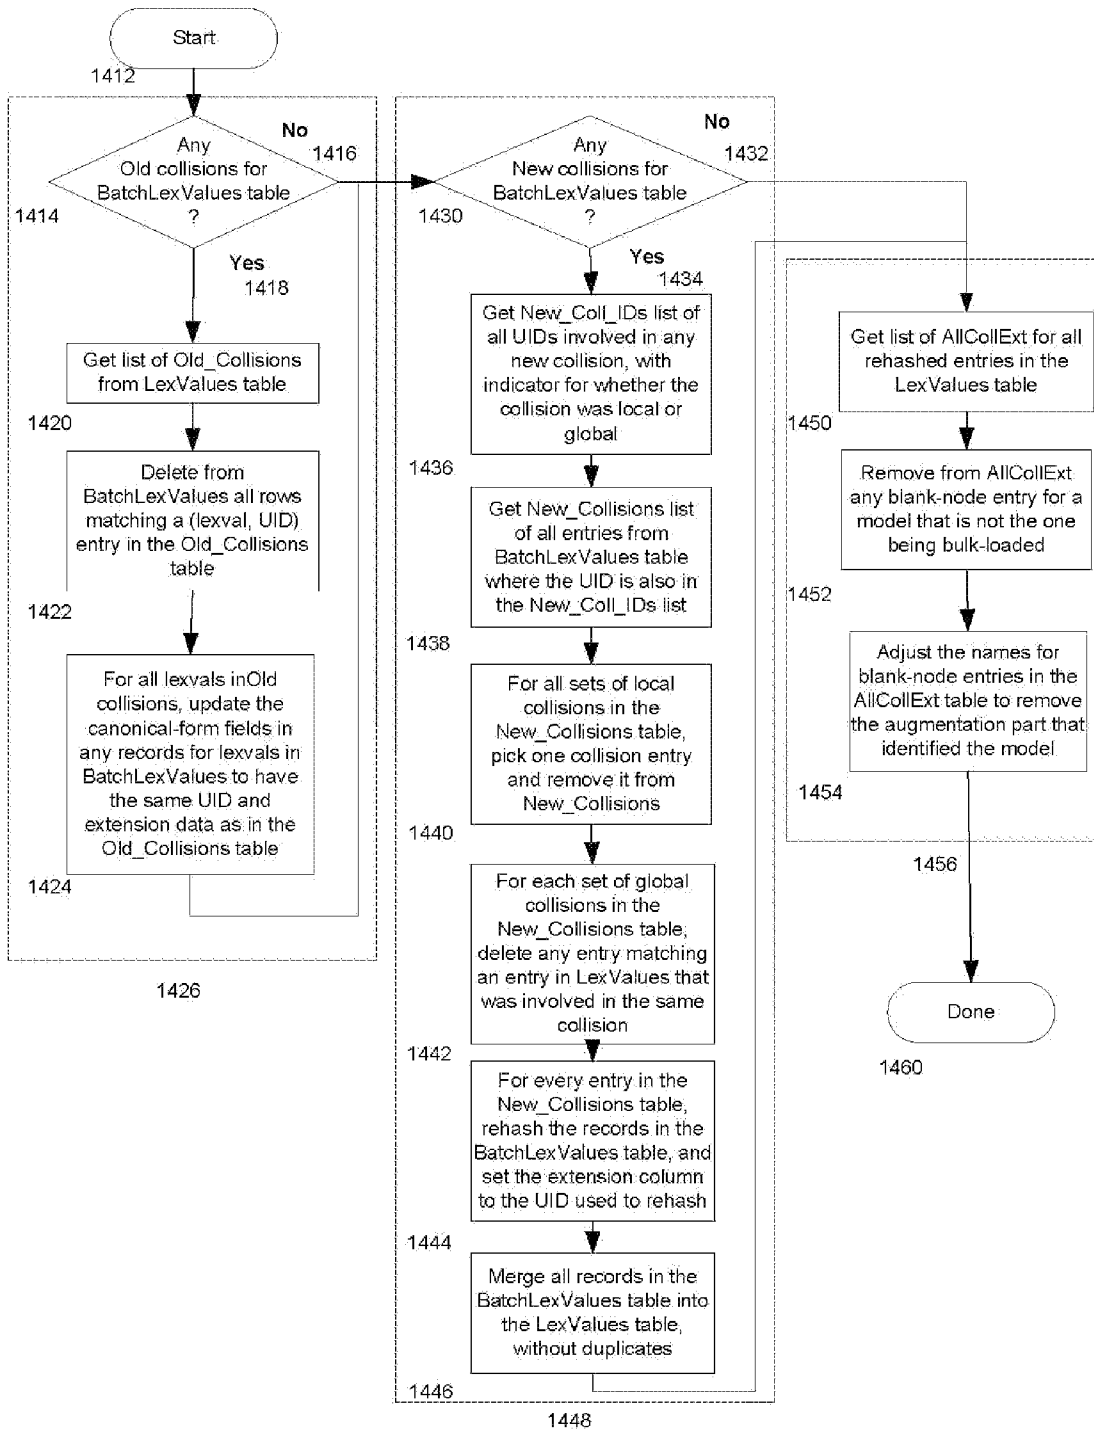 Start
1412
Any
Old collisions for
BatchLexValues table
?
No
1416
1414
Yes
1418
Get list of Old_Collisions
from LexValues table
1420
Delete from
BatchLexValues all rows
matching a (lexval, UID)
entry in the Old_Collisions
table
1422
For all lexvals inOld
collisions, update the
canonical-form fields in
any records for lexvals in
BatchLexValues to have
the same UID and
extension data as in the
Old_Collisions table
1424
1426
Any
New collisions for
BatchLexValues table
?
No
1432
1430
Yes
1434
Get New_Coll_IDs list of
all UIDs involved in any
new collision, with
indicator for whether the
collision was local or
global
1436
Get New_Collisions list
of all entries from
BatchLexValues table
where the UID is also in
the New_Coll_IDs list
1438
For all sets of local
collisions in the
New_Collisions table,
pick one collision entry
and remove it from
New_Collisions
1440
For each set of global
collisions in the
New_Collisions table,
delete any entry matching
an entry in LexValues that
was involved in the same
collision
1442
For every entry in the
New_Collisions table,
rehash the records in the
BatchLexValues table, and
set the extension column
to the UID used to rehash
1444
Merge all records in the
BatchLexValues table into
the LexValues table,
without duplicates
1446
1448
Get list of AllCollExt for all
rehashed entries in the
LexValues table
1450
Remove from AllCollExt
any blank-node entry for a
model that is not the one
being bulk-loaded
1452
Adjust the names for
blank-node entries in the
AllCollExt table to remove
the augmentation part that
identified the model
1454
1456
Done
1460